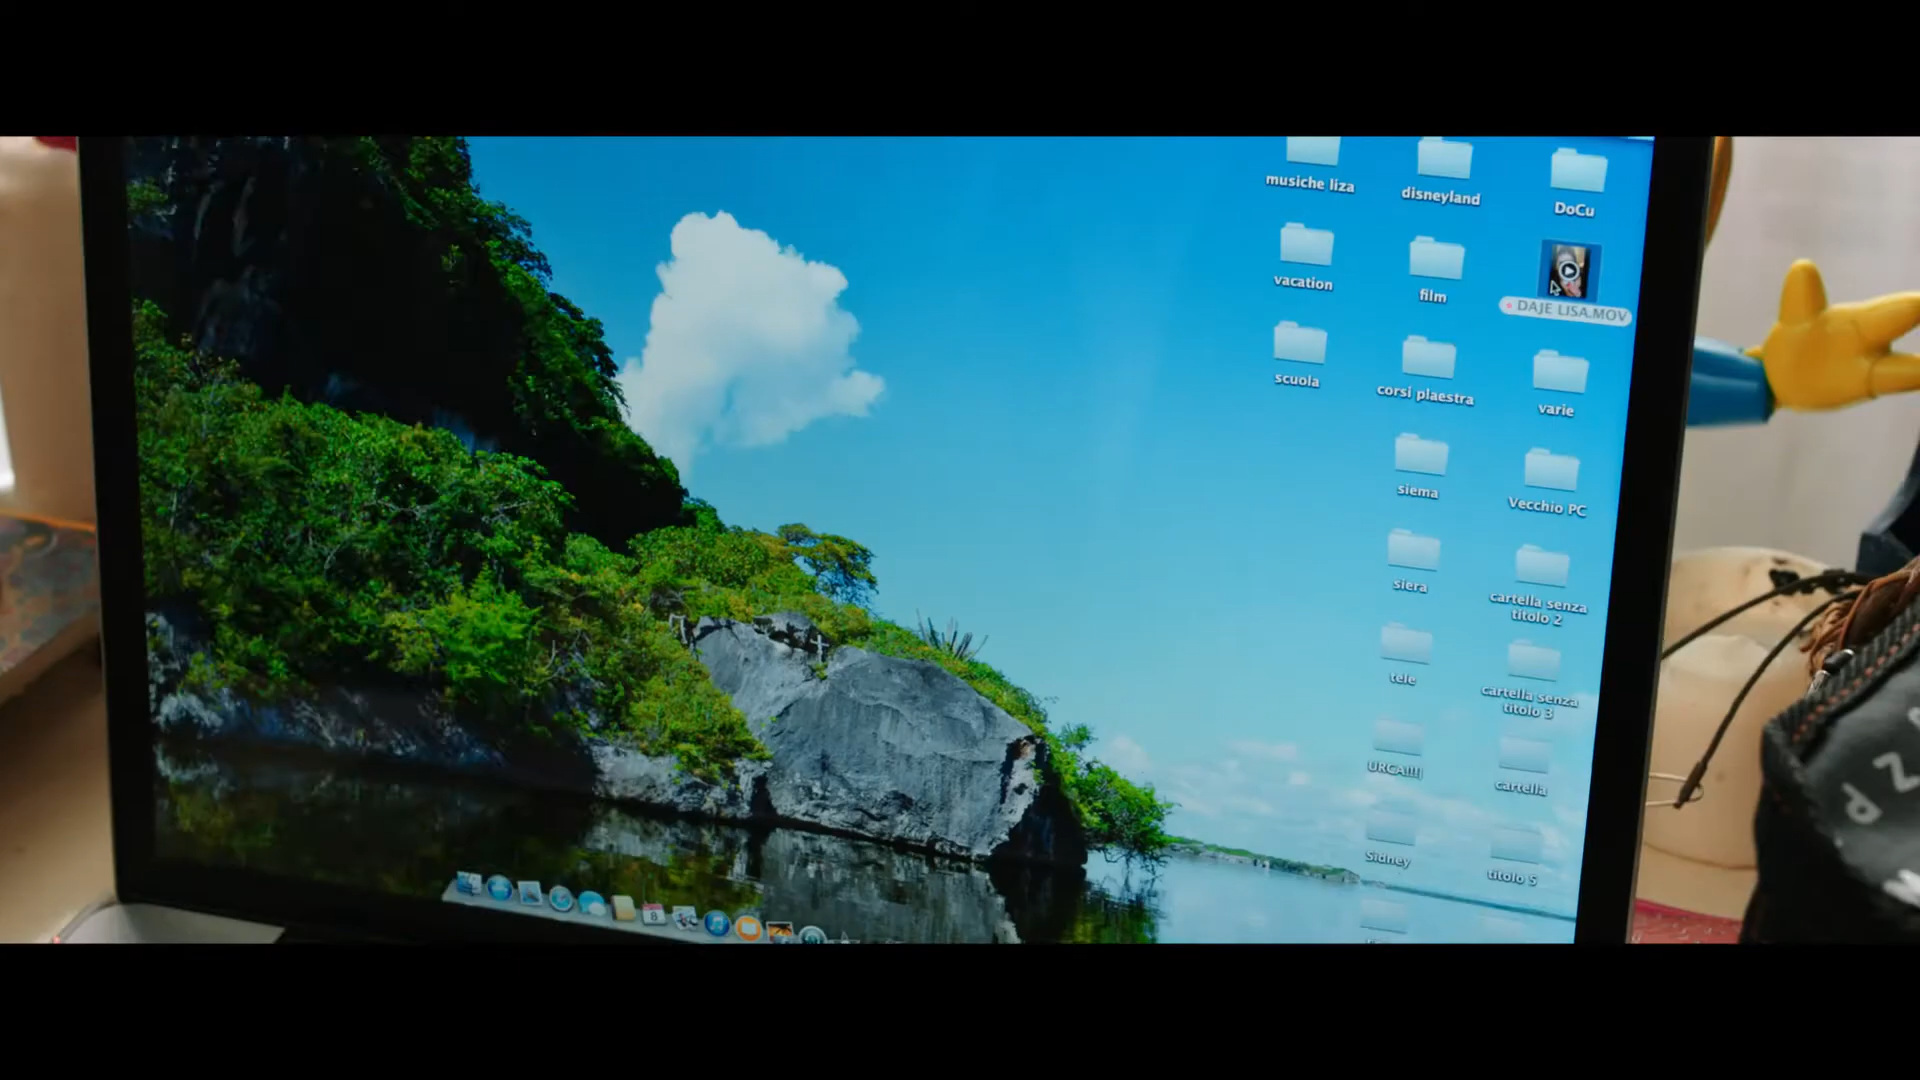 musiche liza
disneyland
DoCu
vacation
film
DAJE LISA.MOV
scuola
corsi plaestra
varie
siema
Vecchio PC
siera
cartella senza
titolo 2
tele
cartella senza
titolo 3
URCA!!!!
cartella
Sidney
titolo 5
8